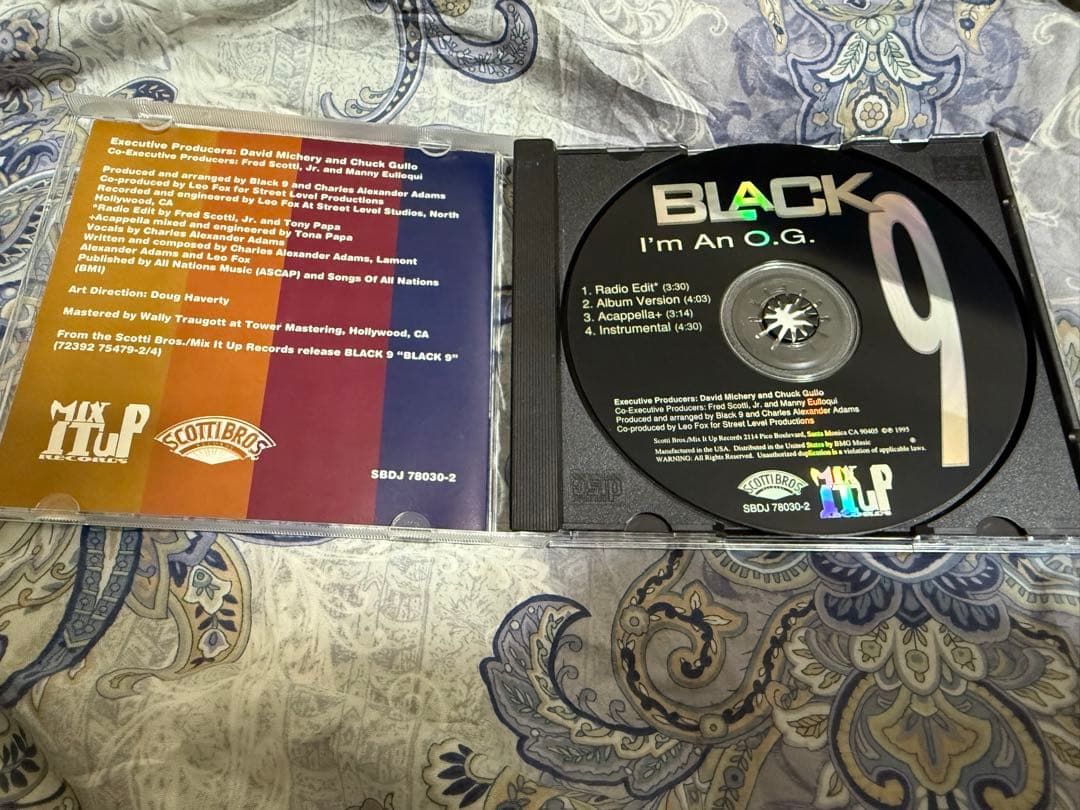 Executive Producers: David Michery and Chuck Gullo
Co-Executive Producers: Fred Scotti, Jr. and Manny Eulloqui
Produced and arranged by Black 9 and Charles Alexander Adams
Co-produced by Leo Fox for Street Level Productions
Recorded and engineered by Leo Fox At Street Level Studios, North
Hollywood, CA
*Radio Edit by Fred Scotti, Jr. and Tony Papa
+Acappella mixed and engineered by Tona Papa
Vocals by Charles Alexander Adams
Written and composed by Charles Alexander Adams, Lamont
Alexander Adams and Leo Fox
Published by All Nations Music (ASCAP) and Songs Of All Nations
(BMI)
Art Direction: Doug Haverty
Mastered by Wally Traugott at Tower Mastering, Hollywood, CA
From the Scotti Bros./Mix It Up Records release BLACK 9 "BLACK 9"
(72392 75479-2/4)
MIX
IT UP
RECORDS
SCOTTI BROS
SBDJ 78030-2
BLACK 9
I'm An O.G.
1. Radio Edit* (3:30)
2. Album Version (4:03)
3. Acappella+ (3:14)
4. Instrumental (4:30)
Executive Producers: David Michery and Chuck Gullo
Co-Executive Producers: Fred Scotti, Jr. and Manny Eulloqui
Produced and arranged by Black 9 and Charles Alexander Adams
Co-produced by Leo Fox for Street Level Productions
Scotti Bros./Mix It Up Records 2114 Pico Boulevard, Santa Monica CA 90405 ©℗ 1995
Manufactured in the USA. Distributed in the United States by BMG Music
WARNING: All Rights Reserved. Unauthorized duplication is a violation of applicable laws.
SCOTTI BROS
SBDJ 78030-2
MIX
IT UP
RECORDS